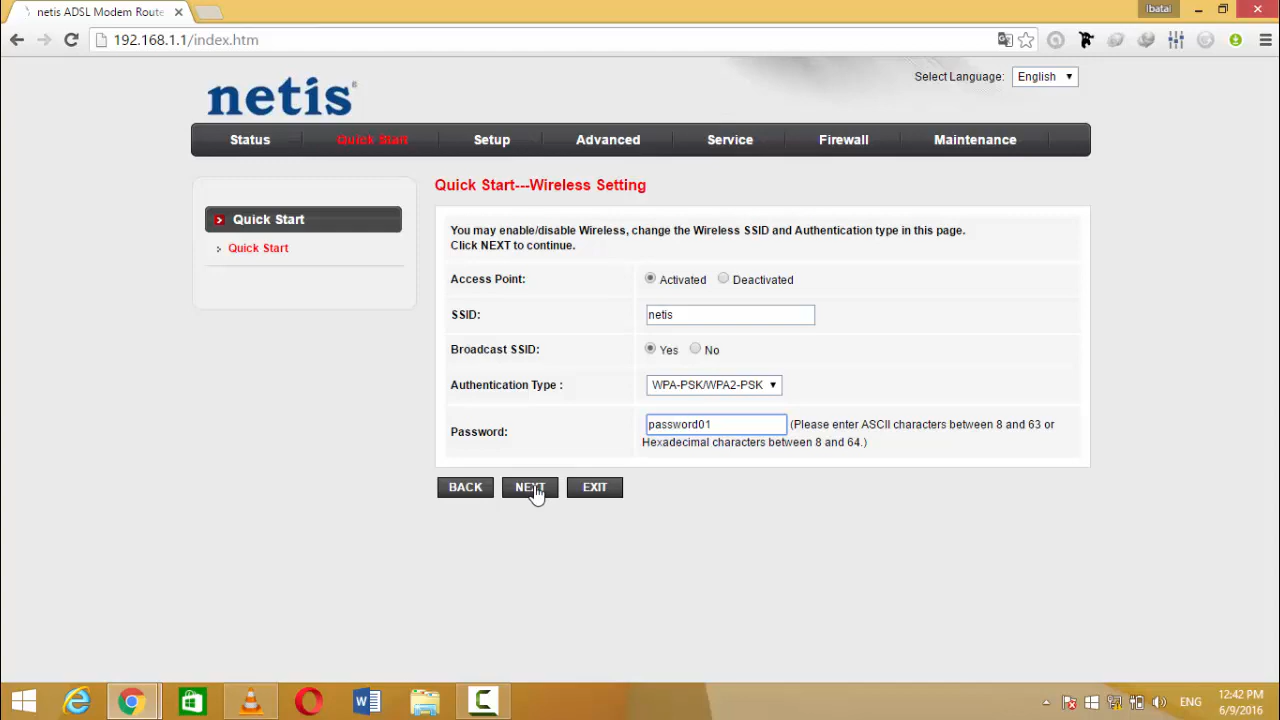 netis ADSL Modem Route
ibatal
192.168.1.1/index.htm
Select Language: English
netis®
Status Quick Start Setup Advanced Service Firewall Maintenance
Quick Start
Quick Start
Quick Start---Wireless Setting
You may enable/disable Wireless, change the Wireless SSID and Authentication type in this page.
Click NEXT to continue.
Access Point: Activated Deactivated
SSID: netis
Broadcast SSID: Yes No
Authentication Type : WPA-PSK/WPA2-PSK
Password: password01 (Please enter ASCII characters between 8 and 63 or
Hexadecimal characters between 8 and 64.)
BACK NEXT EXIT
ENG 12:42 PM
6/9/2016